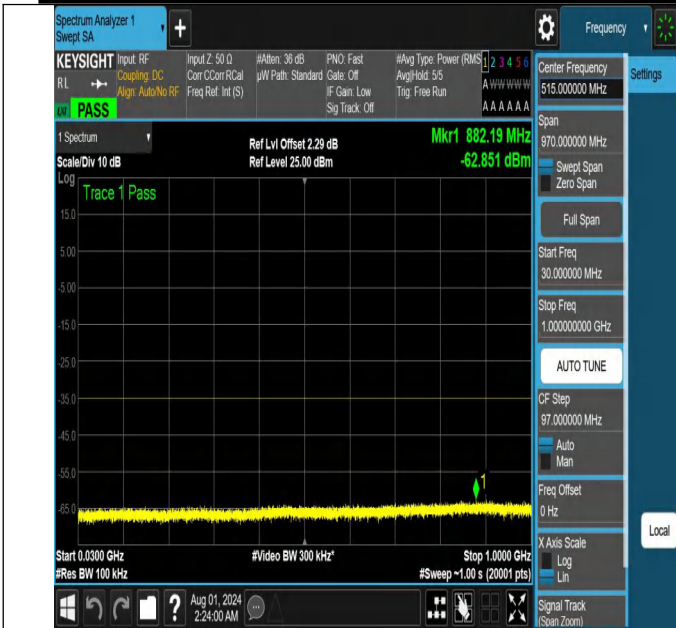 Spectrum Analyzer 1
Swept SA
+
Frequency
KEYSIGHT
RL
PASS
Input: RF
Coupling: DC
Align: Auto/No RF
Input Z: 50 Ω
Corr CCorr RCal
Freq Ref: Int (S)
#Atten: 36 dB
µW Path: Standard
PNO: Fast
Gate: Off
IF Gain: Low
Sig Track: Off
#Avg Type: Power (RMS
Avg|Hold: 5/5
Trig: Free Run
1 2 3 4 5 6
A W W W W W
A A A A A A
1 Spectrum
Scale/Div 10 dB
Ref Lvl Offset 2.29 dB
Ref Level 25.00 dBm
Mkr1 882.19 MHz
-62.851 dBm
Log
Trace 1 Pass
15.0
5.00
-5.00
-15.0
-25.0
-35.0
-45.0
-55.0
-65.0
1
Start 0.0300 GHz
#Res BW 100 kHz
#Video BW 300 kHz*
Stop 1.0000 GHz
#Sweep ~1.00 s (20001 pts)
?
Aug 01, 2024
2:24:00 AM
Center Frequency
515.000000 MHz
Span
970.000000 MHz
Swept Span
Zero Span
Full Span
Start Freq
30.000000 MHz
Stop Freq
1.000000000 GHz
AUTO TUNE
CF Step
97.000000 MHz
Auto
Man
Freq Offset
0 Hz
X Axis Scale
Log
Lin
Signal Track
(Span Zoom)
Settings
Local